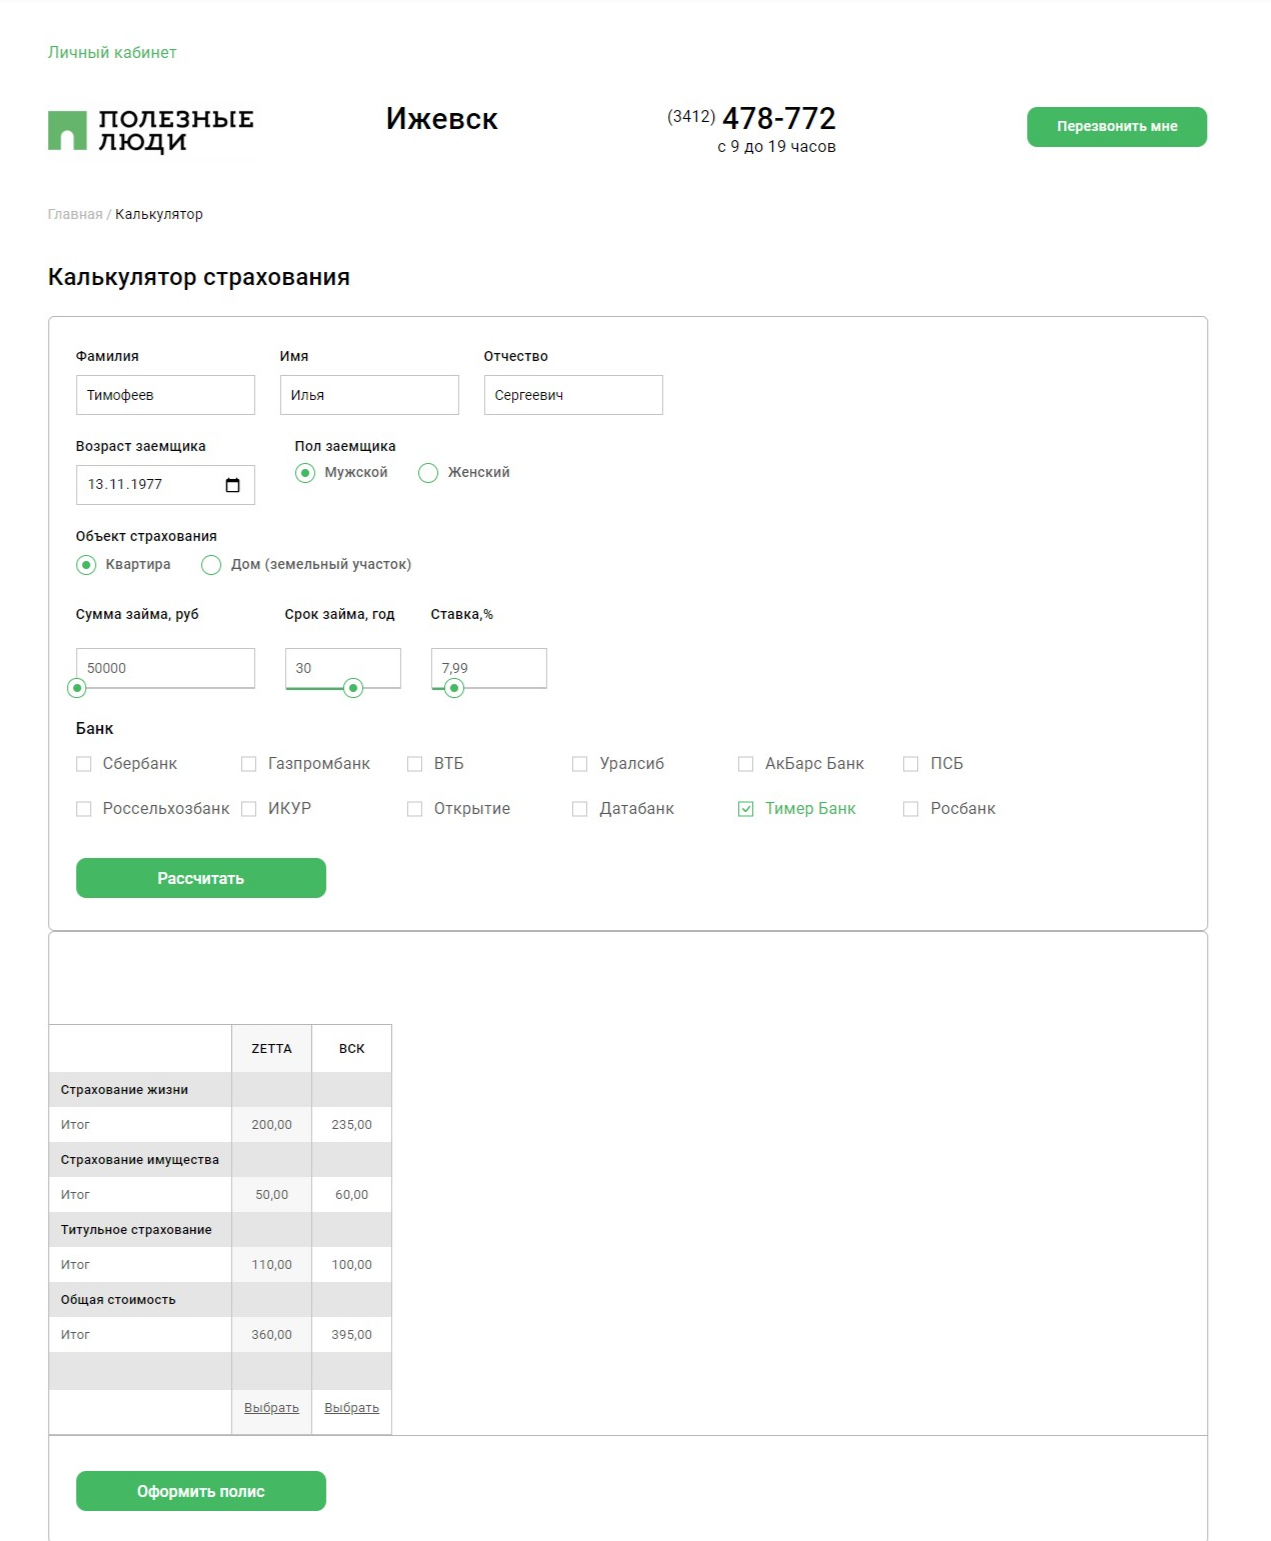 Личный кабинет
ПОЛЕЗНЫЕ
ЛЮДИ
Ижевск
(3412) 478-772
с 9 до 19 часов
Перезвонить мне
Главная / Калькулятор
Калькулятор страхования
Фамилия Имя Отчество
Тимофеев Илья Сергеевич
Возраст заемщика Пол заемщика
13.11.1977 Мужской Женский
Объект страхования
Квартира Дом (земельный участок)
Сумма займа, руб Срок займа, год Ставка,%
50000 30 7,99
Банк
Сбербанк Газпромбанк ВТБ Уралсиб АкБарс Банк ПСБ
Россельхозбанк ИКУР Открытие Датабанк Тимер Банк Росбанк
Рассчитать
ZETTA ВСК
Страхование жизни
Итог 200,00 235,00
Страхование имущества
Итог 50,00 60,00
Титульное страхование
Итог 110,00 100,00
Общая стоимость
Итог 360,00 395,00
Выбрать Выбрать
Оформить полис